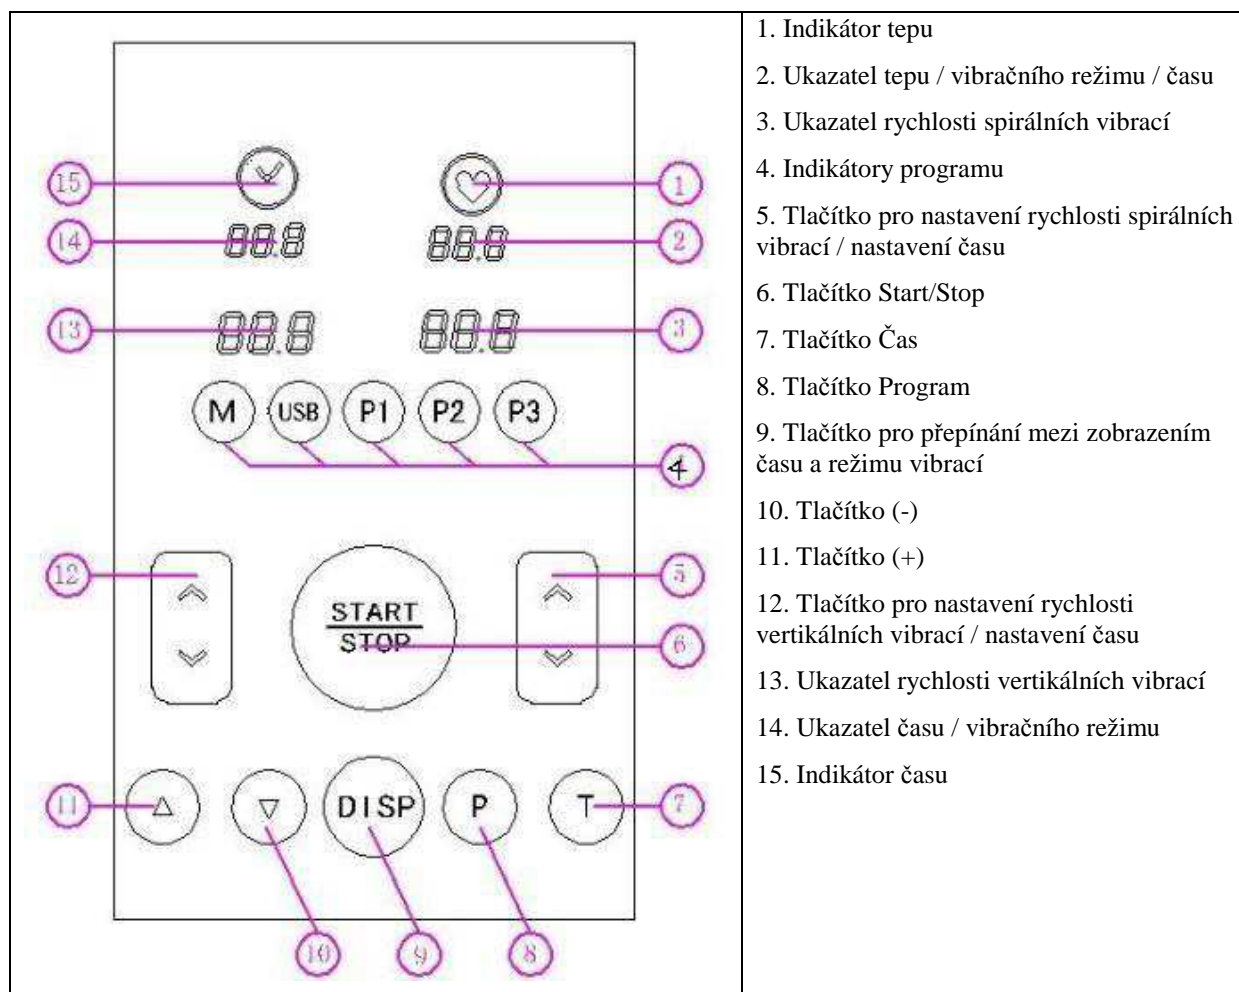 15
1
14
88.8
88.8
2
13
88.8
88.8
3
M
USB
P1
P2
P3
4
12
5
START
STOP
6
11
DISP
P
T
7
10
9
8
1. Indikátor tepu
2. Ukazatel tepu / vibračního režimu / času
3. Ukazatel rychlosti spirálních vibrací
4. Indikátory programu
5. Tlačítko pro nastavení rychlosti spirálních
vibrací / nastavení času
6. Tlačítko Start/Stop
7. Tlačítko Čas
8. Tlačítko Program
9. Tlačítko pro přepínání mezi zobrazením
času a režimu vibrací
10. Tlačítko (-)
11. Tlačítko (+)
12. Tlačítko pro nastavení rychlosti
vertikálních vibrací / nastavení času
13. Ukazatel rychlosti vertikálních vibrací
14. Ukazatel času / vibračního režimu
15. Indikátor času